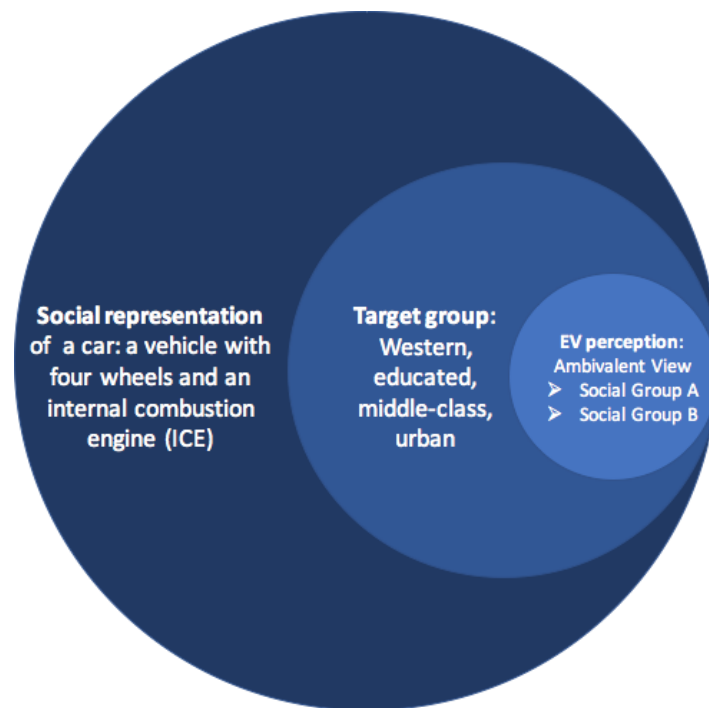 Social representation
of a car: a vehicle with
four wheels and an
internal combustion
engine (ICE)
Target group:
Western,
educated,
middle-class,
urban
EV perception:
Ambivalent View
➤ Social Group A
➤ Social Group B